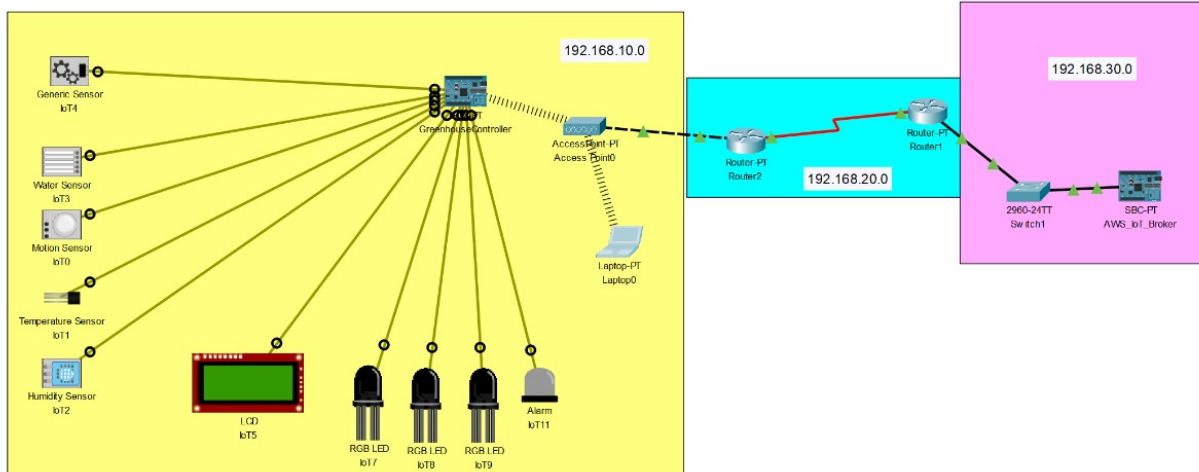 192.168.10.0
Generic Sensor
IoT4
GreenhouseController
Water Sensor
IoT3
Motion Sensor
IoT0
Temperature Sensor
IoT1
Humidity Sensor
IoT2
LCD
IoT5
RGB LED
IoT7
RGB LED
IoT8
RGB LED
IoT9
Alarm
IoT11
AccessPoint-PT
Access Point0
Laptop-PT
Laptop0
Router-PT
Router2
192.168.20.0
Router-PT
Router1
192.168.30.0
2960-24TT
Switch1
SBC-PT
AWS_IoT_Broker